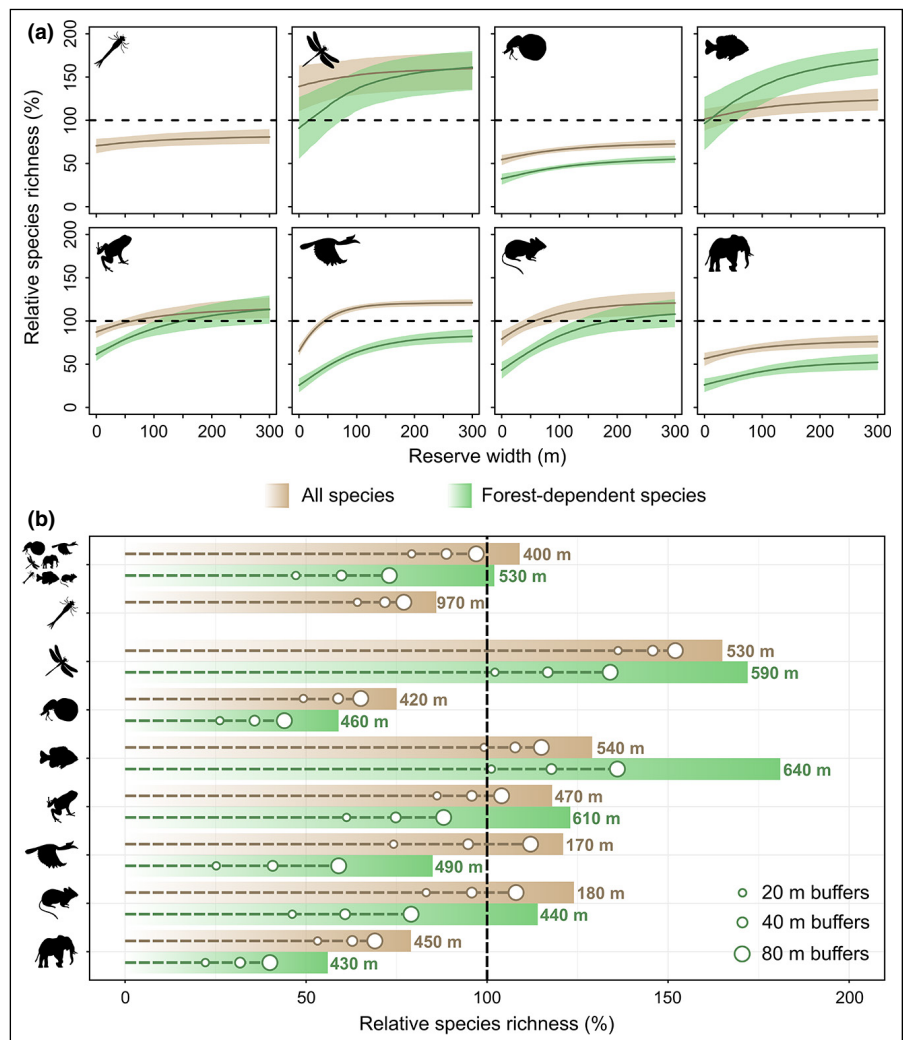 (a)
200
150
100
50
0
200
150
100
50
0
Relative species richness (%)
0 100 200 300 0 100 200 300 0 100 200 300 0 100 200 300
Reserve width (m)
All species Forest-dependent species
(b)
400 m
530 m
970 m
530 m
590 m
420 m
460 m
540 m
640 m
470 m
610 m
170 m
490 m
180 m
20 m buffers
440 m
40 m buffers
450 m
80 m buffers
430 m
0 50 100 150 200
Relative species richness (%)